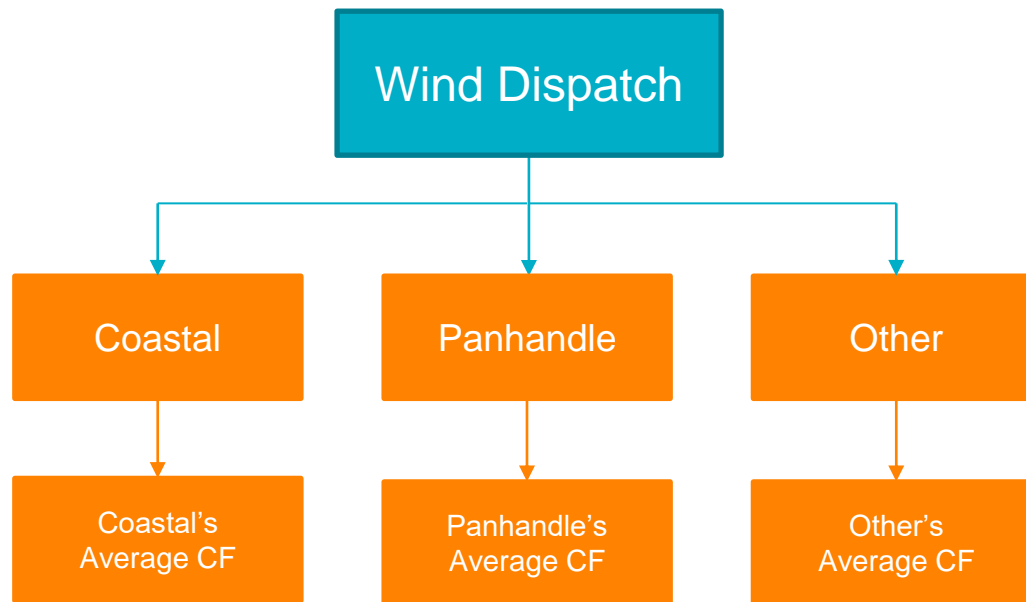 Wind Dispatch
Coastal
Panhandle
Other
Coastal’s
Average CF
Panhandle’s
Average CF
Other’s
Average CF